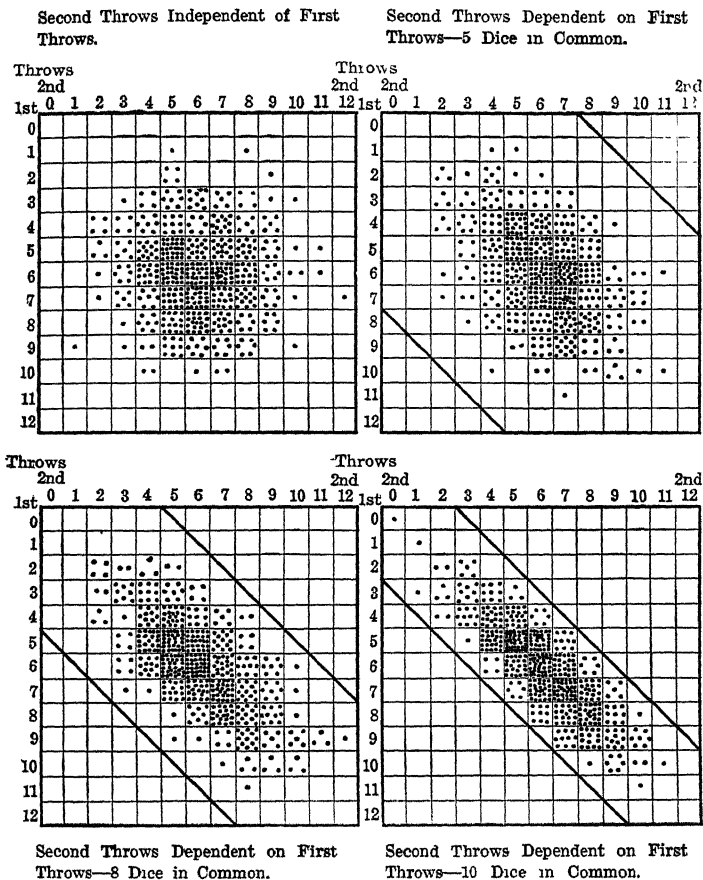 Second Throws Independent of First
Throws.
Second Throws Dependent on First
Throws—5 Dice in Common.
Throws
2nd 2nd
1st 0 1 2 3 4 5 6 7 8 9 10 11 12
0
1
2
3
4
5
6
7
8
9
10
11
12
Throws
2nd 2nd
1st 0 1 2 3 4 5 6 7 8 9 10 11 12
0
1
2
3
4
5
6
7
8
9
10
11
12
Throws
2nd 2nd
1st 0 1 2 3 4 5 6 7 8 9 10 11 12
0
1
2
3
4
5
6
7
8
9
10
11
12
Throws
2nd 2nd
1st 0 1 2 3 4 5 6 7 8 9 10 11 12
0
1
2
3
4
5
6
7
8
9
10
11
12
Second Throws Dependent on First
Throws—8 Dice in Common.
Second Throws Dependent on First
Throws—10 Dice in Common.